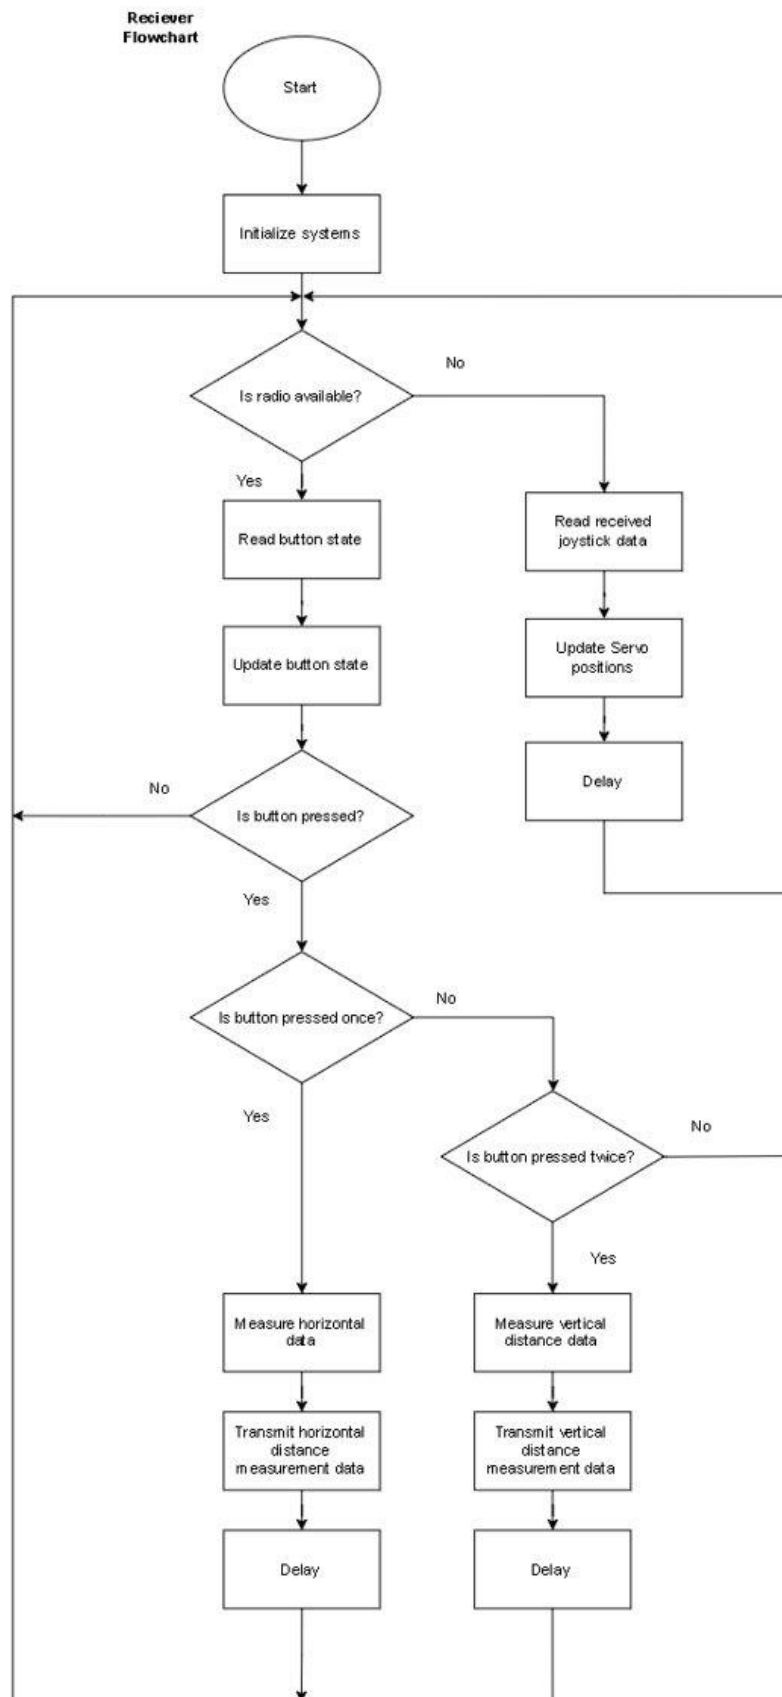 Reciever
Flowchart
Start
Initialize systems
Is radio available?
No
Yes
Read button state
Read received
joystick data
Update button state
Update Servo
positions
No
Is button pressed?
Delay
Yes
Is button pressed once?
No
Yes
Is button pressed twice?
No
Yes
Measure horizontal
data
Measure vertical
distance data
Transmit horizontal
distance
measurement data
Transmit vertical
distance
measurement data
Delay
Delay